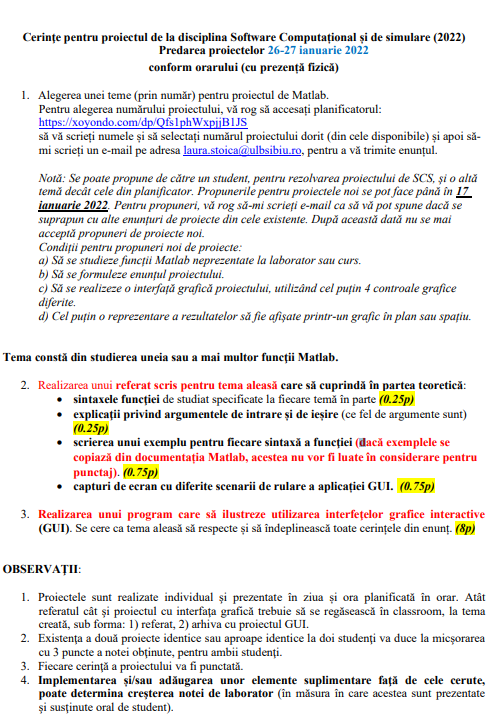 Cerințe pentru proiectul de la disciplina Software Computațional și de simulare (2022)
Predarea proiectelor 26-27 ianuarie 2022
conform orarului (cu prezență fizică)
1. Alegerea unei teme (prin număr) pentru proiectul de Matlab.
Pentru alegerea numărului proiectului, vă rog să accesați planificatorul:
https://xoyondo.com/dp/Qfs1phWxpjjB1JS
să vă scrieți numele și să selectați numărul proiectului dorit (din cele disponibile) și apoi să-
mi scrieți un e-mail pe adresa laura.stoica@ulbsibiu.ro, pentru a vă trimite enunțul.
Notă: Se poate propune de către un student, pentru rezolvarea proiectului de SCS, și o altă
temă decât cele din planificator. Propunerile pentru proiectele noi se pot face până în 17
ianuarie 2022. Pentru propuneri, vă rog să-mi scrieți e-mail ca să vă pot spune dacă se
suprapun cu alte enunțuri de proiecte din cele existente. După această dată nu se mai
acceptă propuneri de proiecte noi.
Condiții pentru propuneri noi de proiecte:
a) Să se studieze funcții Matlab neprezentate la laborator sau curs.
b) Să se formuleze enunțul proiectului.
c) Să se realizeze o interfață grafică proiectului, utilizând cel puțin 4 controale grafice
diferite.
d) Cel puțin o reprezentare a rezultatelor să fie afișate printr-un grafic în plan sau spațiu.
Tema constă din studierea uneia sau a mai multor funcții Matlab.
2. Realizarea unui referat scris pentru tema aleasă care să cuprindă în partea teoretică:
• sintaxele funcției de studiat specificate la fiecare temă în parte (0.25p)
• explicații privind argumentele de intrare și de ieșire (ce fel de argumente sunt)
(0.25p)
• scrierea unui exemplu pentru fiecare sintaxă a funcției (dacă exemplele se
copiază din documentația Matlab, acestea nu vor fi luate în considerare pentru
punctaj). (0.75p)
• capturi de ecran cu diferite scenarii de rulare a aplicației GUI. (0.75p)
3. Realizarea unui program care să ilustreze utilizarea interfețelor grafice interactive
(GUI). Se cere ca tema aleasă să respecte și să îndeplinească toate cerințele din enunț. (8p)
OBSERVAȚII:
1. Proiectele sunt realizate individual și prezentate în ziua și ora planificată în orar. Atât
referatul cât și proiectul cu interfața grafică trebuie să se regăsească în classroom, la tema
creată, sub forma: 1) referat, 2) arhiva cu proiectul GUI.
2. Existența a două proiecte identice sau aproape identice la doi studenți va duce la micșorarea
cu 3 puncte a notei obținute, pentru ambii studenți.
3. Fiecare cerință a proiectului va fi punctată.
4. Implementarea și/sau adăugarea unor elemente suplimentare față de cele cerute,
poate determina creșterea notei de laborator (în măsura în care acestea sunt prezentate
și susținute oral de student).